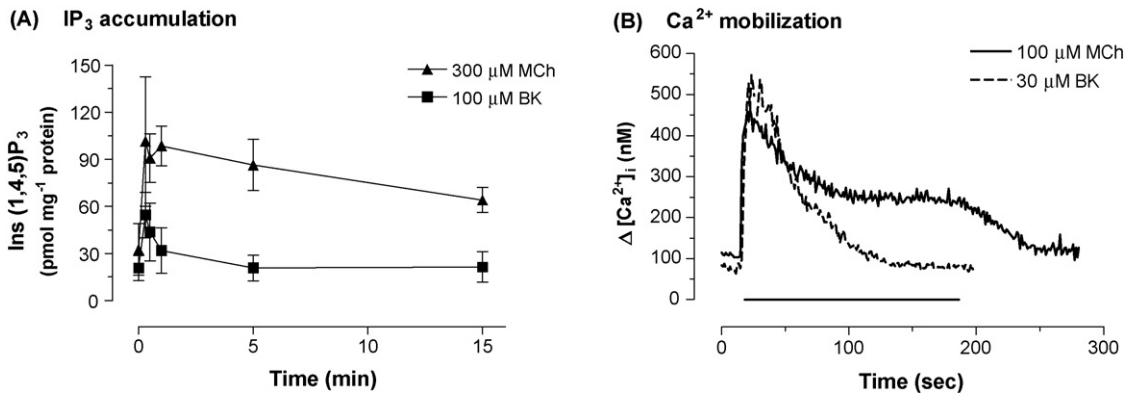 (A) IP₃ accumulation
Ins (1,4,5)P₃
(pmol mg⁻¹ protein)
150
120
90
60
30
0
300 μM MCh
100 μM BK
0 5 10 15
Time (min)
(B) Ca²⁺ mobilization
Δ [Ca²⁺]ᵢ (nM)
600
500
400
300
200
100
0
100 μM MCh
30 μM BK
0 100 200 300
Time (sec)